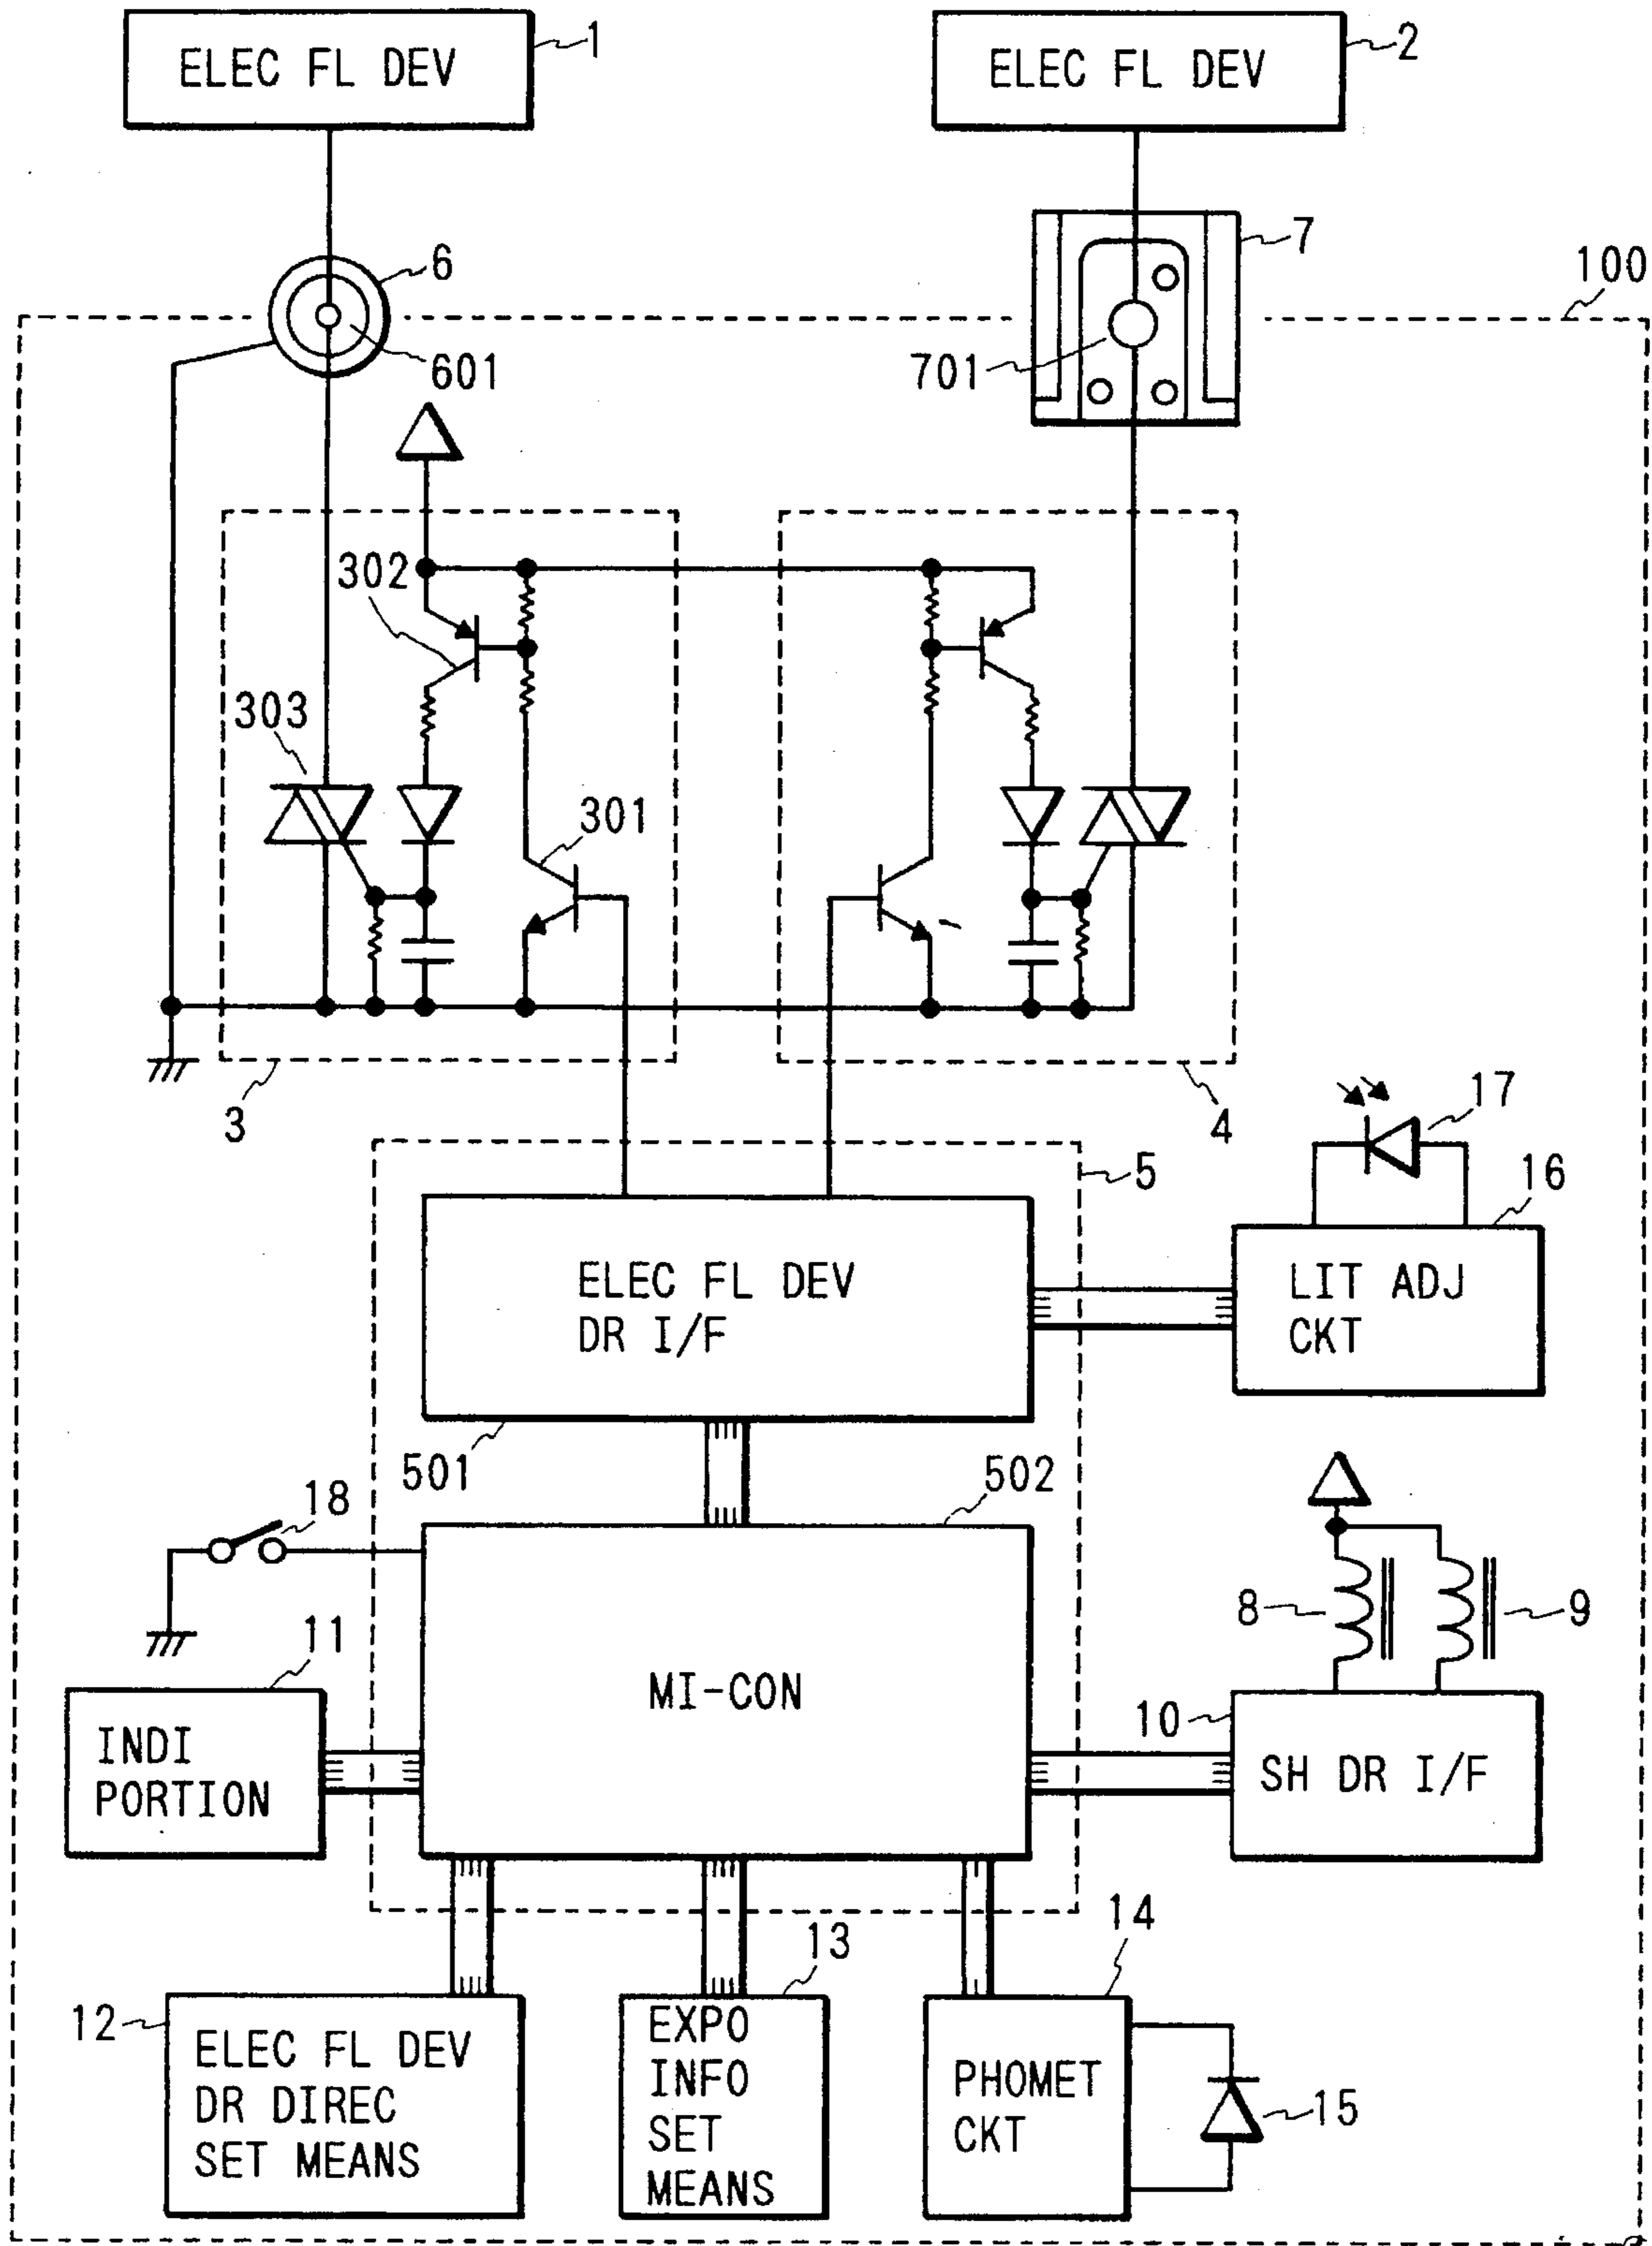 ELEC FL DEV
1
ELEC FL DEV
2
6
7
100
601
701
302
303
301
3
4
17
5
16
ELEC FL DEV
DR I/F
LIT ADJ
CKT
501
502
18
8
9
11
MI-CON
10
INDI
PORTION
SH DR I/F
14
13
12
ELEC FL DEV
DR DIREC
SET MEANS
EXPO
INFO
SET
MEANS
PHOMET
CKT
15